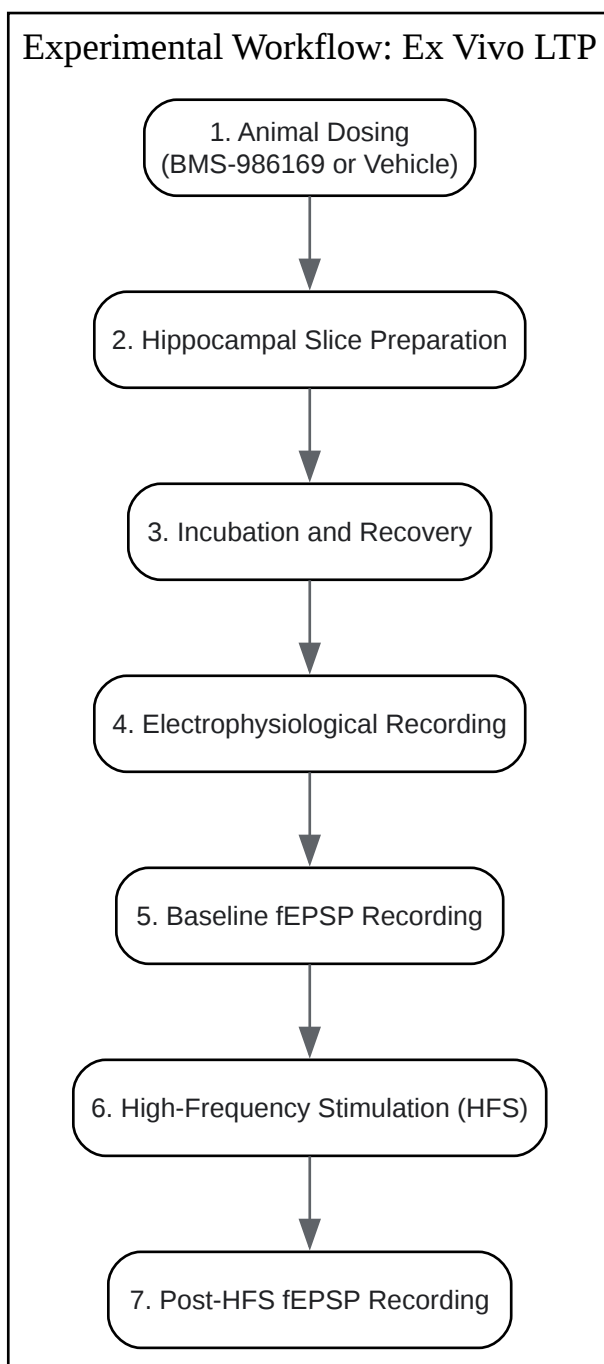 Experimental Workflow: Ex Vivo LTP
1. Animal Dosing
(BMS-986169 or Vehicle)
2. Hippocampal Slice Preparation
3. Incubation and Recovery
4. Electrophysiological Recording
5. Baseline fEPSP Recording
6. High-Frequency Stimulation (HFS)
7. Post-HFS fEPSP Recording